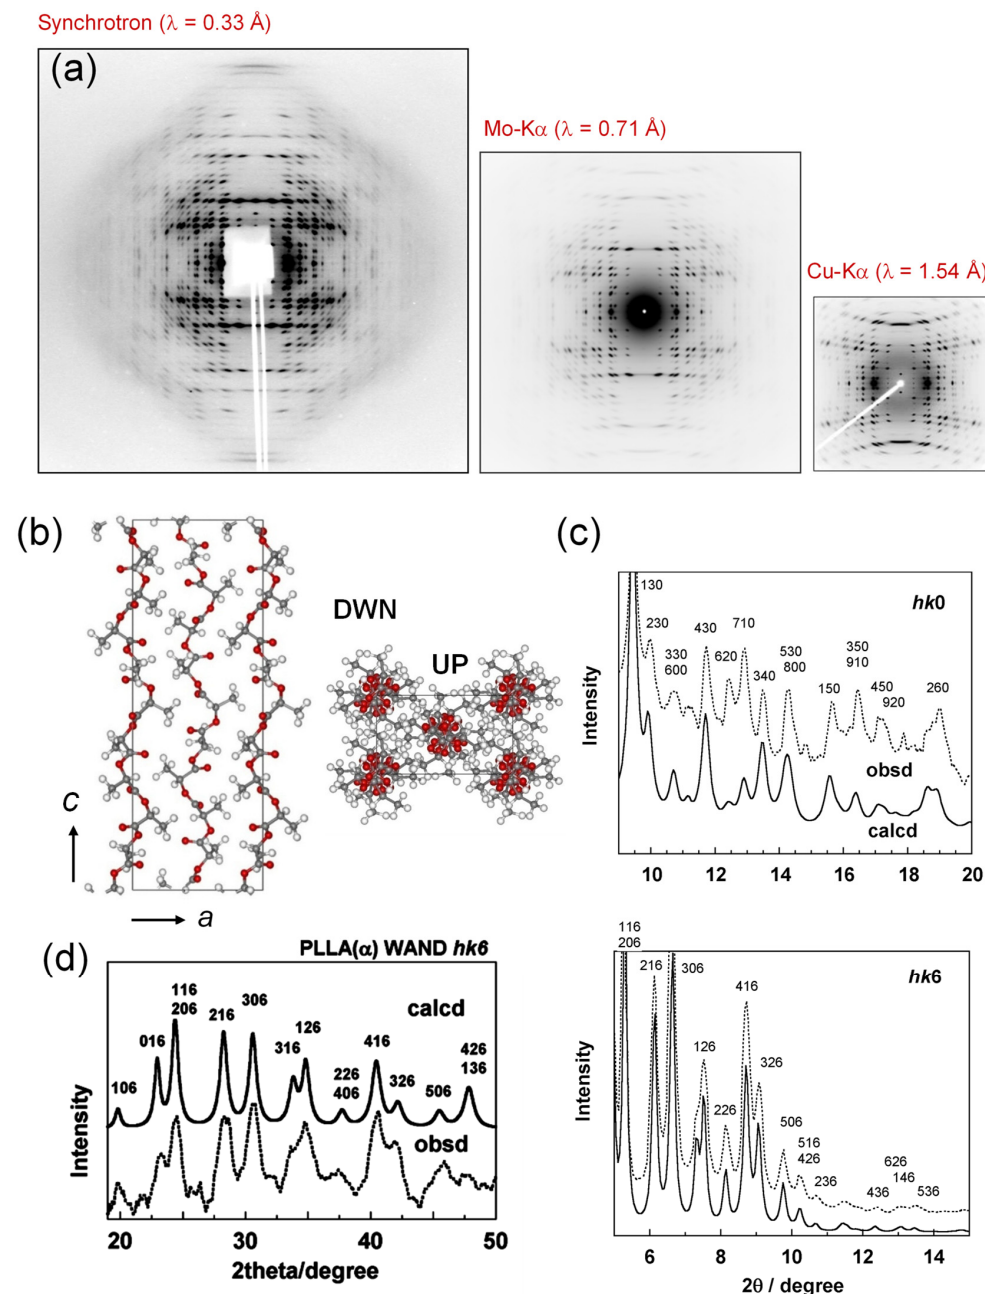 Synchrotron (λ = 0.33 Å)
(a)
Mo-Kα (λ = 0.71 Å)
Cu-Kα (λ = 1.54 Å)
(b)
DWN
UP
c
a
(c)
hk0
130
230
330
600
430
620
710
340
530
800
150
350
910
450
920
260
obsd
calcd
Intensity
10 12 14 16 18 20
(d)
PLLA(α) WAND hk6
calcd
106
016
116
206
216
306
316
126
226
406
416
326
506
426
136
obsd
Intensity
20 30 40 50
2theta/degree
116
206
216
306
hk6
126
226
416
326
506
516
426
236
436
626
146
536
Intensity
6 8 10 12 14
2θ / degree